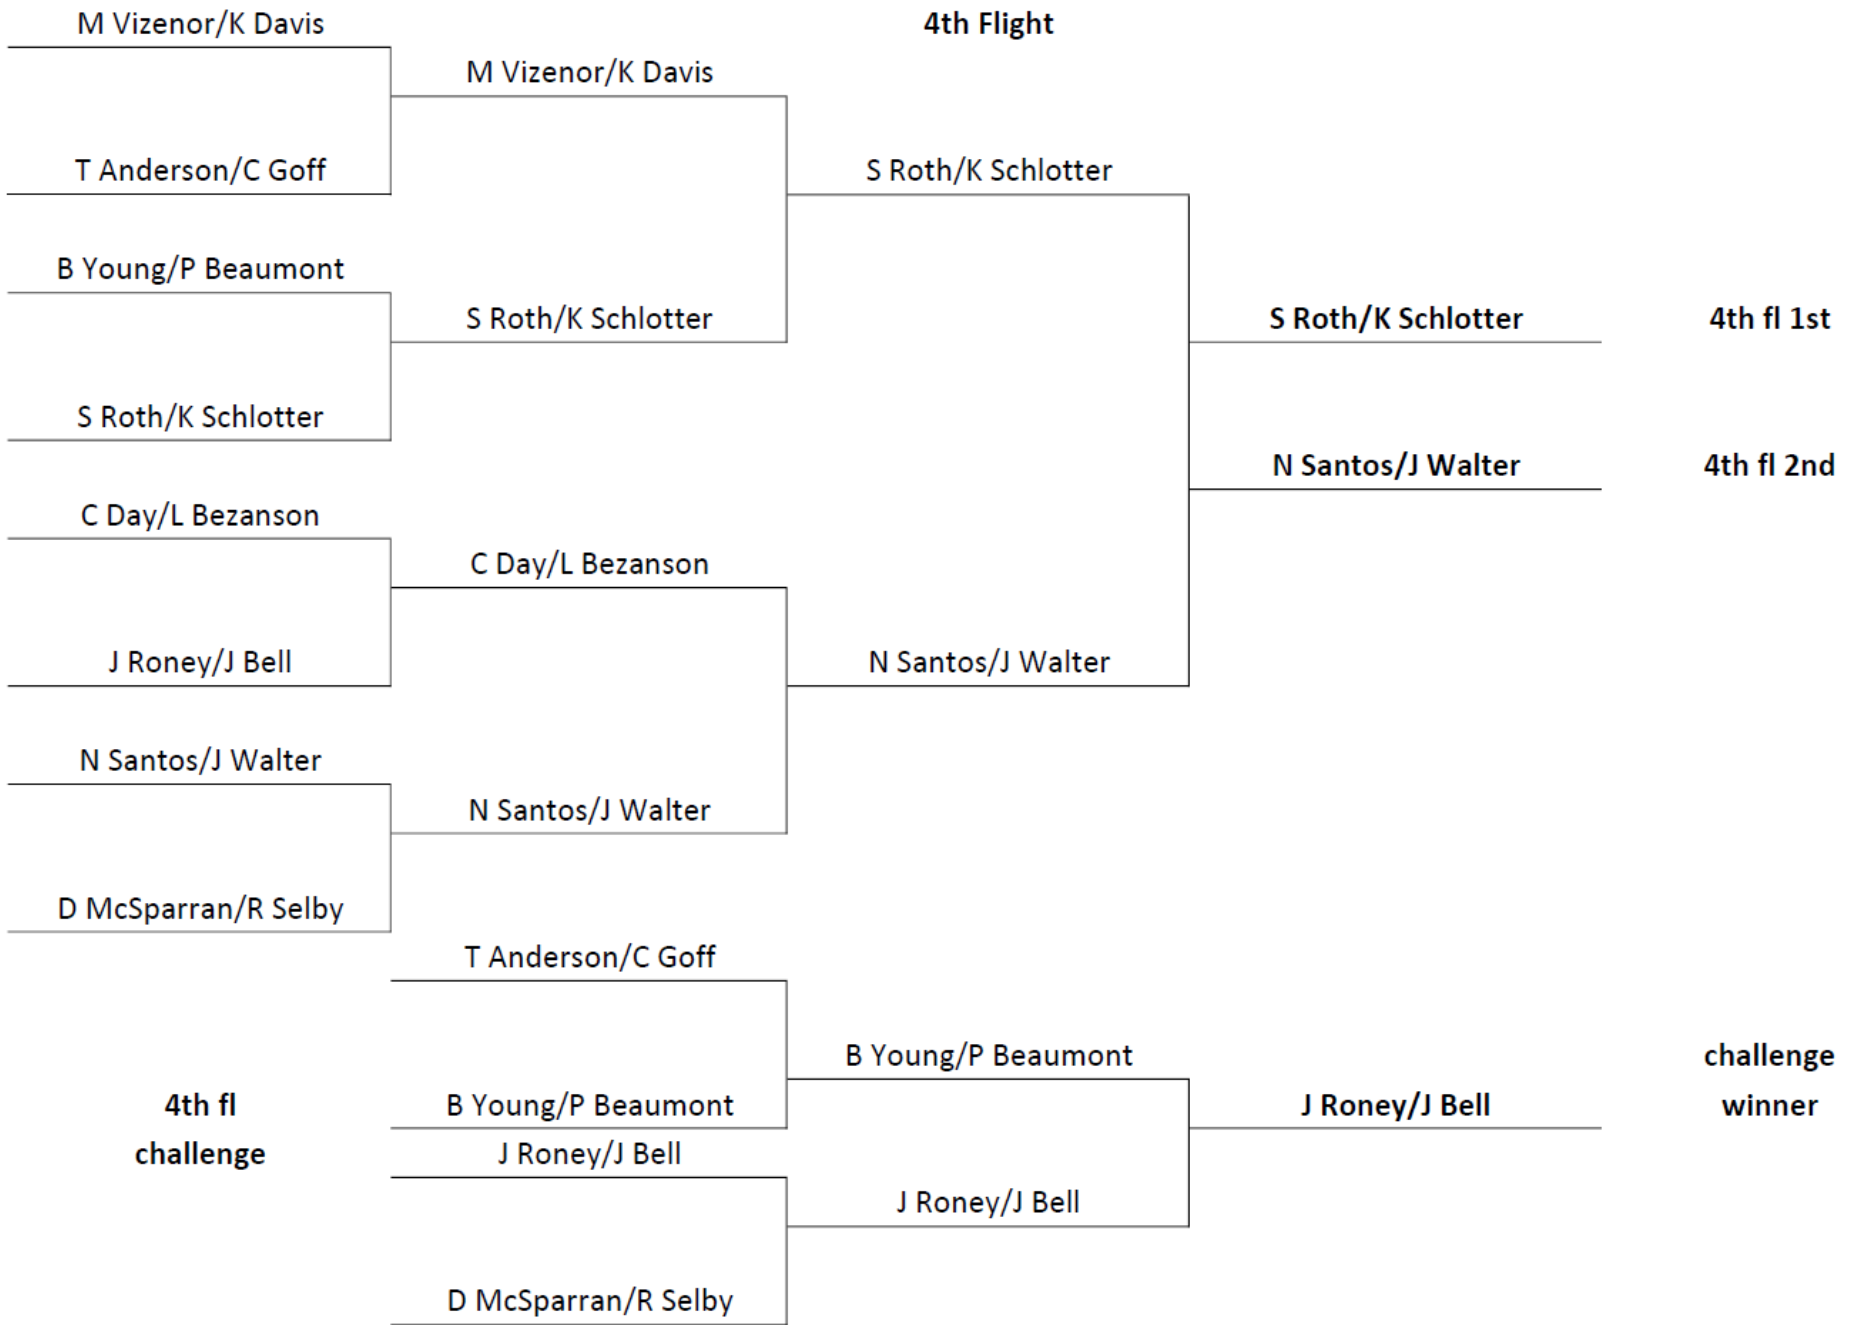 M Vizenor/K Davis
4th Flight
M Vizenor/K Davis
T Anderson/C Goff
S Roth/K Schlotter
B Young/P Beaumont
S Roth/K Schlotter
S Roth/K Schlotter
4th fl 1st
S Roth/K Schlotter
N Santos/J Walter
4th fl 2nd
C Day/L Bezanson
C Day/L Bezanson
J Roney/J Bell
N Santos/J Walter
N Santos/J Walter
N Santos/J Walter
D McSparran/R Selby
T Anderson/C Goff
B Young/P Beaumont
challenge
4th fl
B Young/P Beaumont
J Roney/J Bell
winner
challenge
J Roney/J Bell
J Roney/J Bell
D McSparran/R Selby